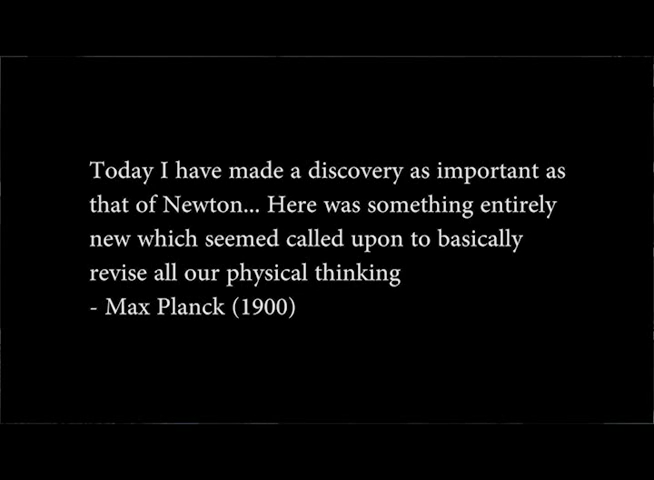 Today I have made a discovery as important as
that of Newton... Here was something entirely
new which seemed called upon to basically
revise all our physical thinking
- Max Planck (1900)